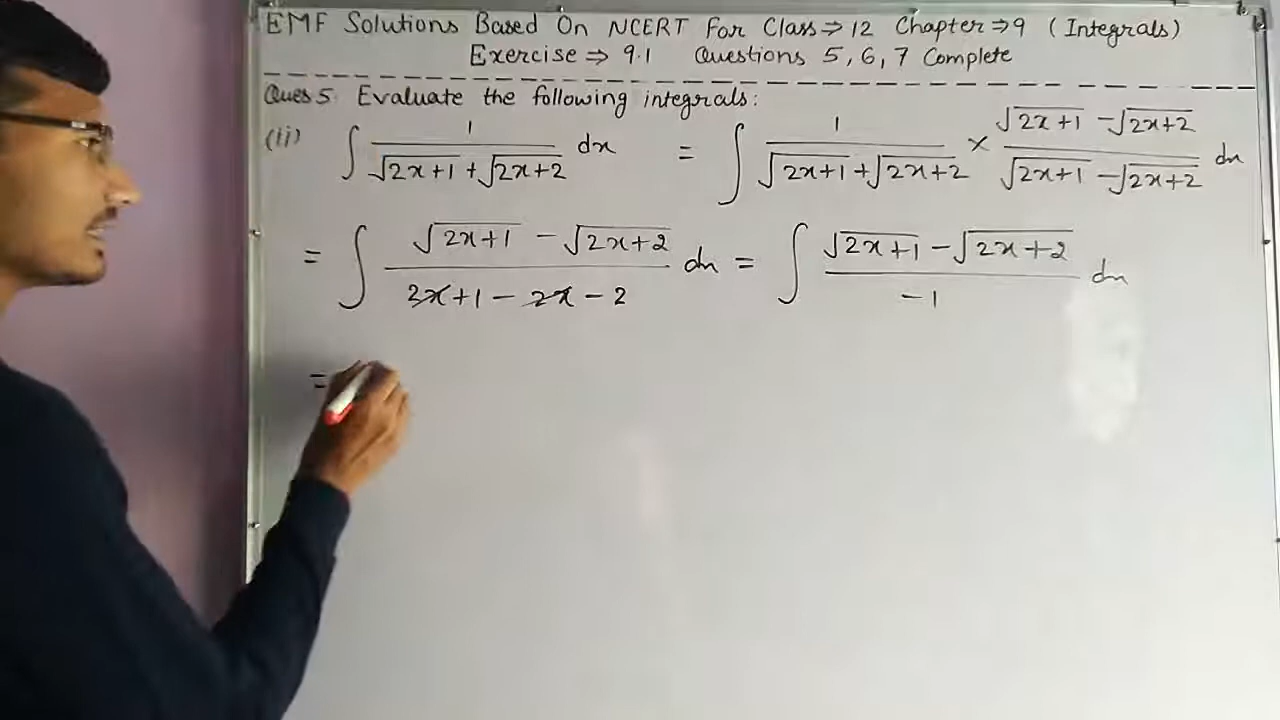 EMF Solutions Based On NCERT For Class ⇒ 12 Chapter ⇒ 9 (Integrals)
Exercise ⇒ 9.1 Questions 5, 6, 7 Complete
Ques 5. Evaluate the following integrals:
(ii) ∫ 1/(√(2x+1) + √(2x+2)) dx = ∫ 1/(√(2x+1) + √(2x+2)) × (√(2x+1) - √(2x+2))/(√(2x+1) - √(2x+2)) dx
= ∫ (√(2x+1) - √(2x+2))/(2x+1 - 2x - 2) dx = ∫ (√(2x+1) - √(2x+2))/(-1) dx
=